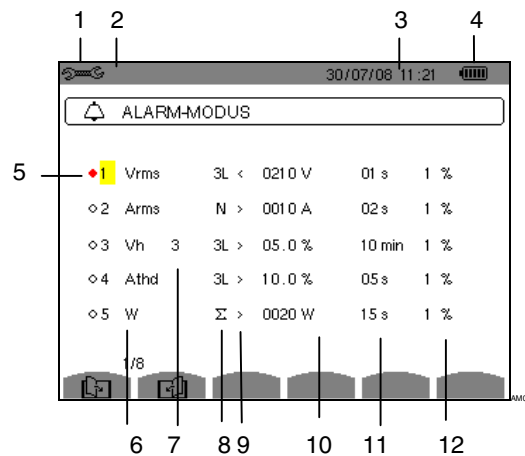 1 2 3 4
30/07/08 11:21
ALARM-MODUS
5
1 Vrms 3L < 0210 V 01 s 1 %
2 Arms N > 0010 A 02 s 1 %
3 Vh 3 3L > 05.0 % 10 min 1 %
4 Athd 3L > 10.0 % 05 s 1 %
5 W Σ > 0020 W 15 s 1 %
1/8
6 7 8 9 10 11 12